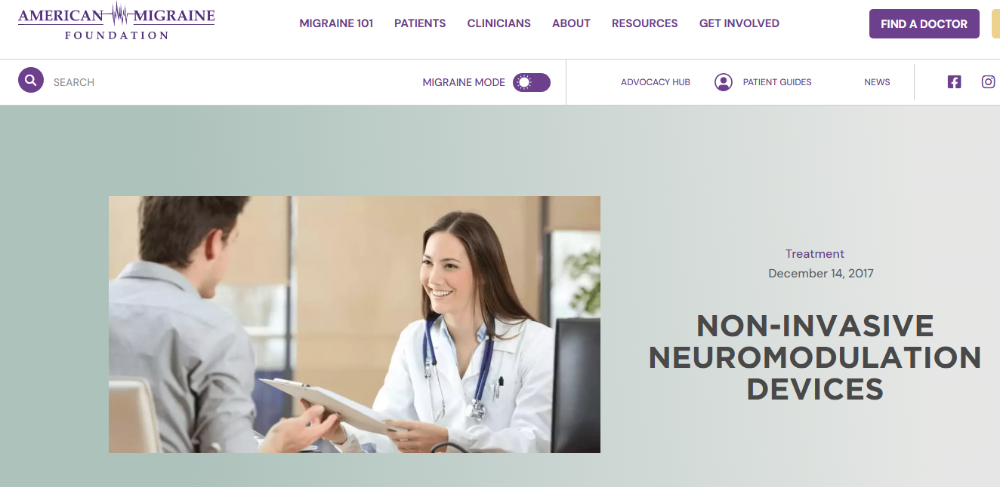 AMERICAN MIGRAINE
FOUNDATION
MIGRAINE 101
PATIENTS
CLINICIANS
ABOUT
RESOURCES
GET INVOLVED
FIND A DOCTOR
SEARCH
MIGRAINE MODE
ADVOCACY HUB
PATIENT GUIDES
NEWS
Treatment
December 14, 2017
NON-INVASIVE
NEUROMODULATION
DEVICES